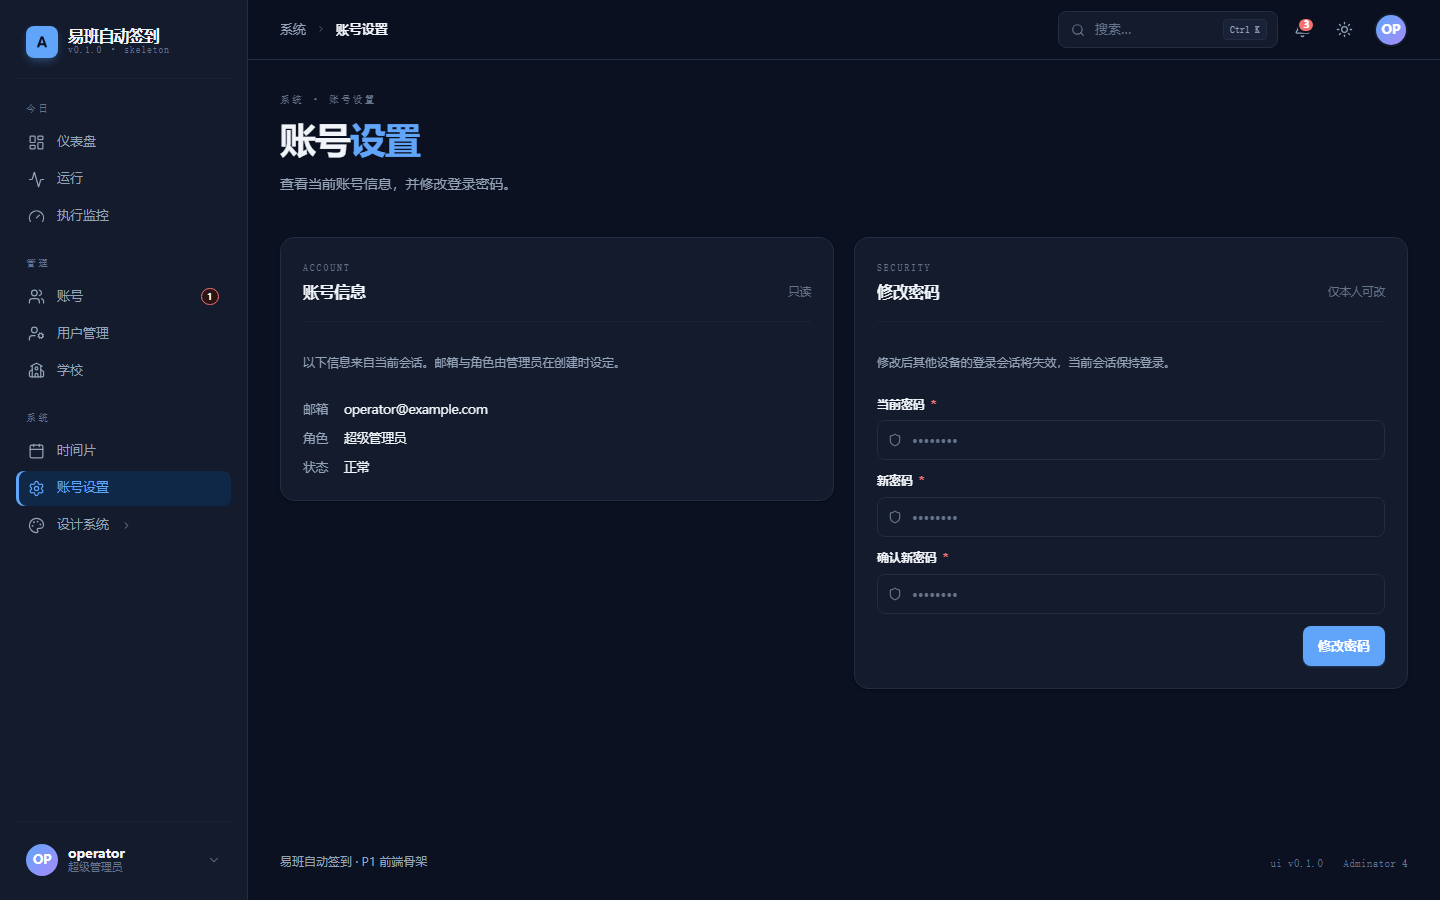 A
易班自动签到
v0.1.0 • skeleton
今日
仪表盘
运行
执行监控
管理
账号
1
用户管理
学校
系统
时间片
账号设置
设计系统
OP
operator
超级管理员
系统 › 账号设置
搜索...
Ctrl K
3
OP
系统 • 账号设置
账号设置
查看当前账号信息，并修改登录密码。
ACCOUNT
账号信息
只读
以下信息来自当前会话。邮箱与角色由管理员在创建时设定。
邮箱 operator@example.com
角色 超级管理员
状态 正常
SECURITY
修改密码
仅本人可改
修改后其他设备的登录会话将失效，当前会话保持登录。
当前密码 *
••••••••
新密码 *
••••••••
确认新密码 *
••••••••
修改密码
易班自动签到 · P1 前端骨架
ui v0.1.0 Adminator 4